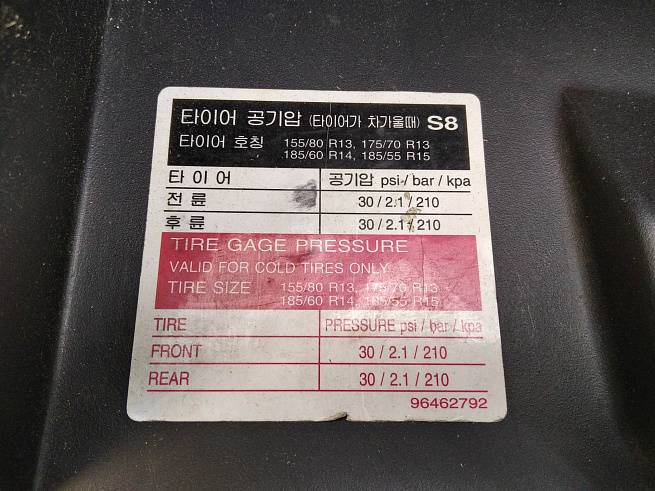 타이어 공기압 (타이어가 차가울때) S8
타이어 호칭 155/80 R13, 175/70 R13
185/60 R14, 185/55 R15
타이어 공기압 psi / bar / kpa
전륜 30 / 2.1 / 210
후륜 30 / 2.1 / 210
TIRE GAGE PRESSURE
VALID FOR COLD TIRES ONLY
TIRE SIZE 155/80 R13, 175/70 R13
185/60 R14, 185/55 R15
TIRE PRESSURE psi / bar / kpa
FRONT 30 / 2.1 / 210
REAR 30 / 2.1 / 210
96462792